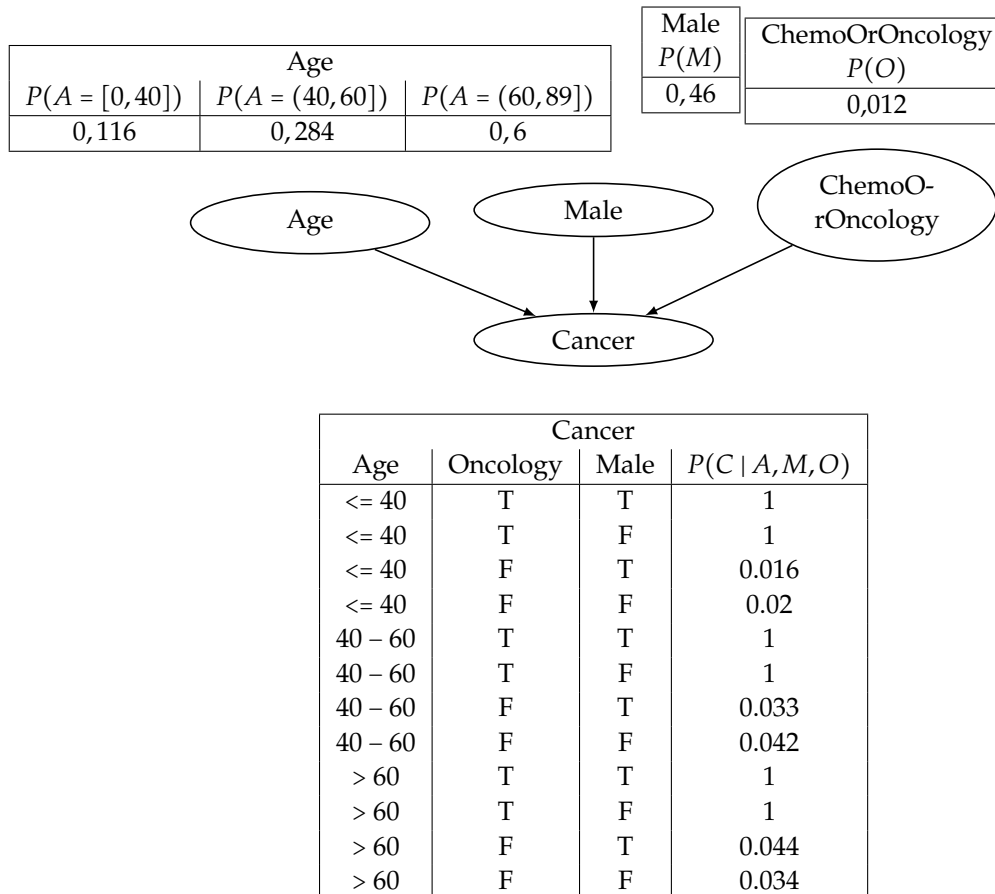 Age
P(A = [0, 40]) P(A = (40, 60]) P(A = (60, 89])
0, 116 0, 284 0, 6
Male
P(M)
0, 46
ChemoOrOncology
P(O)
0,012
Age
Male
ChemoO-
rOncology
Cancer
Cancer
Age Oncology Male P(C | A, M, O)
<= 40 T T 1
<= 40 T F 1
<= 40 F T 0.016
<= 40 F F 0.02
40 – 60 T T 1
40 – 60 T F 1
40 – 60 F T 0.033
40 – 60 F F 0.042
> 60 T T 1
> 60 T F 1
> 60 F T 0.044
> 60 F F 0.034